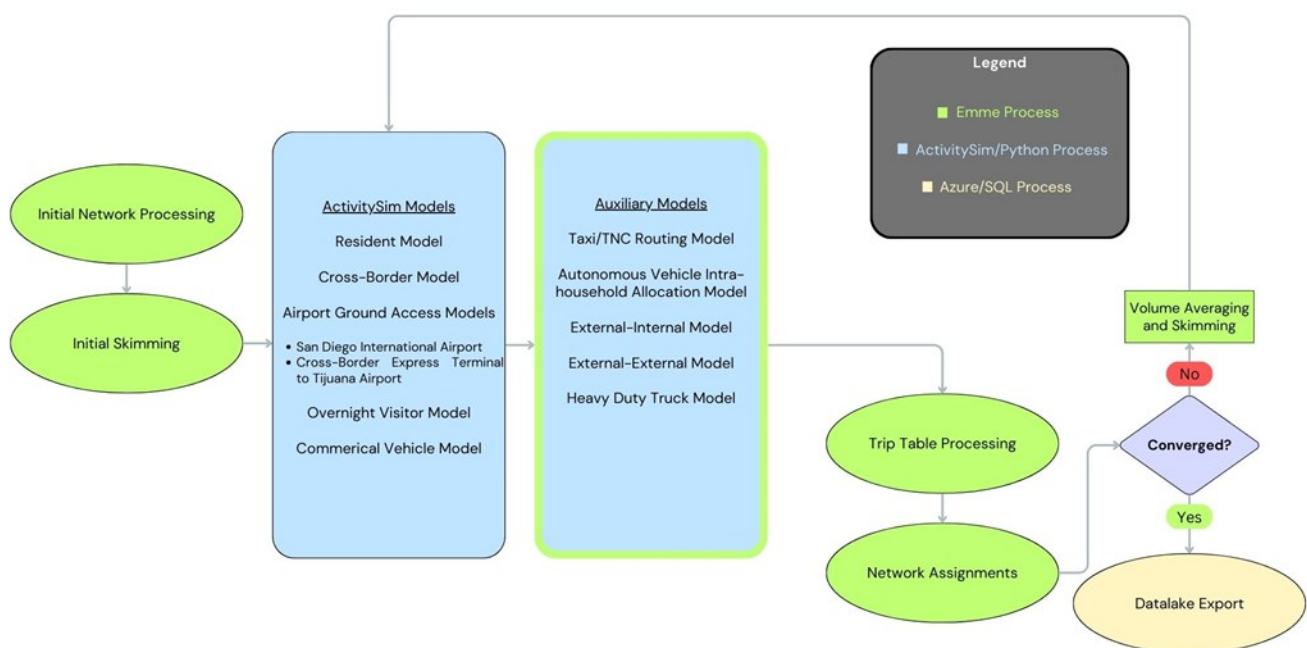 Legend
Emme Process
ActivitySim/Python Process
Azure/SQL Process
Initial Network Processing
Initial Skimming
ActivitySim Models
Resident Model
Cross-Border Model
Airport Ground Access Models
• San Diego International Airport
• Cross-Border Express Terminal
to Tijuana Airport
Overnight Visitor Model
Commerical Vehicle Model
Auxiliary Models
Taxi/TNC Routing Model
Autonomous Vehicle Intra-
household Allocation Model
External-Internal Model
External-External Model
Heavy Duty Truck Model
Trip Table Processing
Network Assignments
Converged?
No
Volume Averaging
and Skimming
Yes
Datalake Export